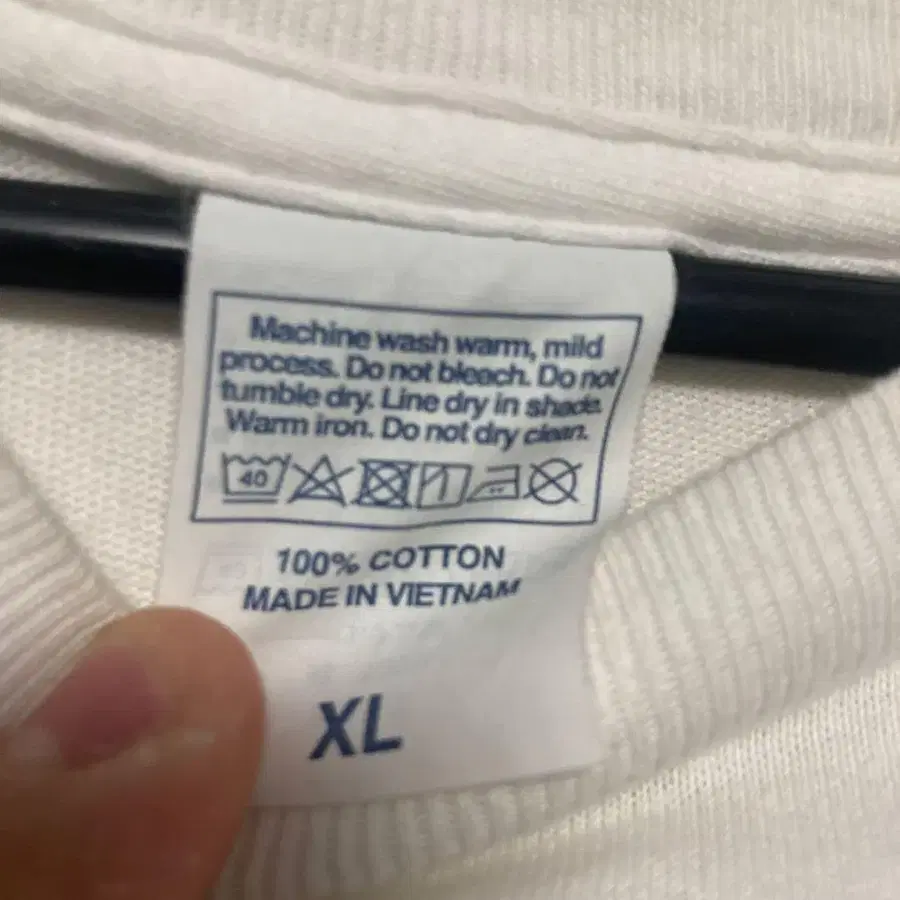 Machine wash warm, mild
process. Do not bleach. Do not
tumble dry. Line dry in shade.
Warm iron. Do not dry clean.
40
100% COTTON
MADE IN VIETNAM
XL